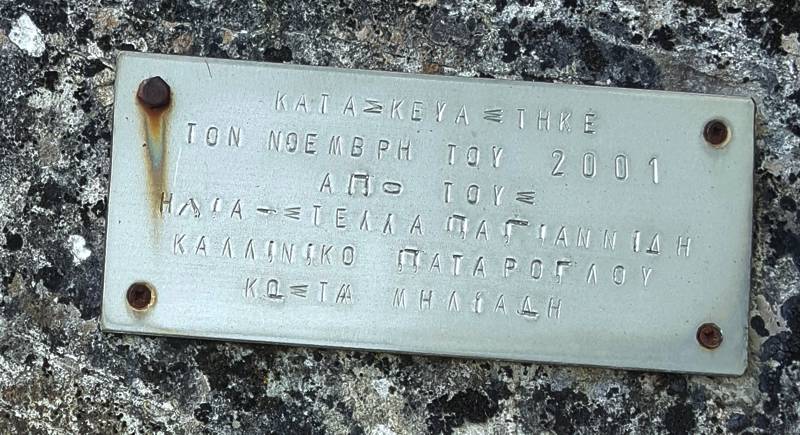 ΚΑΤΑΣΚΕΥΑΣΤΗΚΕ
ΤΟΝ ΝΟΕΜΒΡΗ ΤΟΥ 2001
ΑΠΟ ΤΟΥΣ
ΗΛΙΑ-ΣΤΕΛΛΑ ΠΑΓΙΑΝΝΙΔΗ
ΚΑΛΛΙΝΙΚΟ ΠΑΤΑΡΟΓΛΟΥ
ΚΩΣΤΑ ΜΗΛΙΑΔΗ